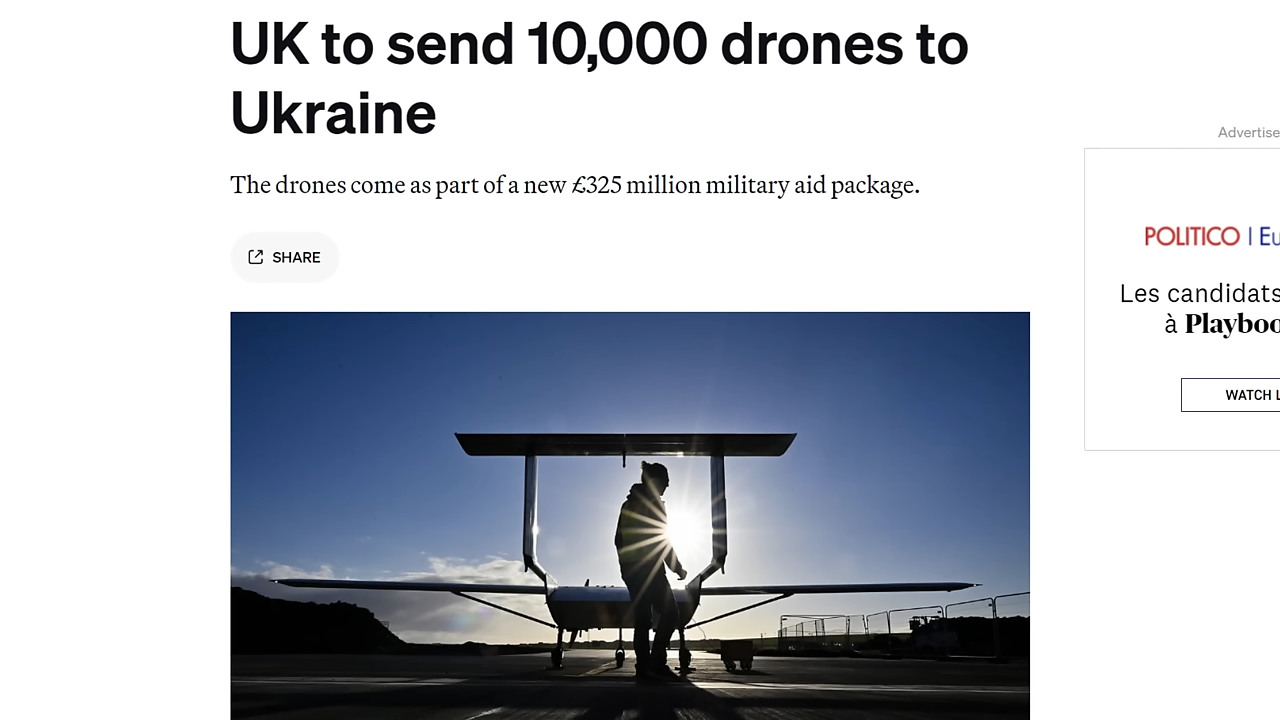 UK to send 10,000 drones to
Ukraine
The drones come as part of a new £325 million military aid package.
SHARE
Advertise
POLITICO | Eu
Les candidats
à Playboo
WATCH L